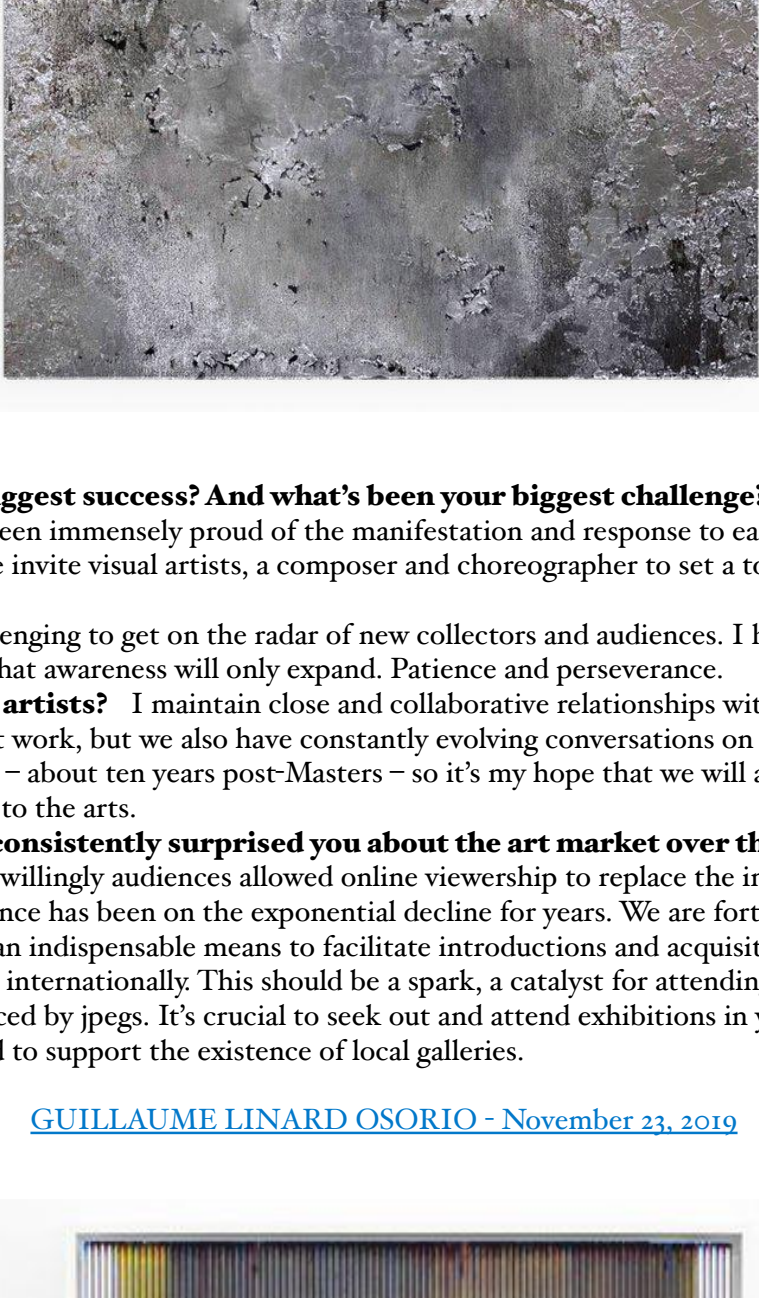 ggest success? And what's been your biggest challenge?
een immensely proud of the manifestation and response to ea
e invite visual artists, a composer and choreographer to set a to
enging to get on the radar of new collectors and audiences. I h
hat awareness will only expand. Patience and perseverance.
artists? I maintain close and collaborative relationships wit
t work, but we also have constantly evolving conversations on
– about ten years post-Masters – so it's my hope that we will a
to the arts.
consistently surprised you about the art market over th
willingly audiences allowed online viewership to replace the in
nce has been on the exponential decline for years. We are fort
an indispensable means to facilitate introductions and acquisit
internationally. This should be a spark, a catalyst for attendin
ced by jpegs. It's crucial to seek out and attend exhibitions in y
d to support the existence of local galleries.
GUILLAUME LINARD OSORIO - November 23, 2019